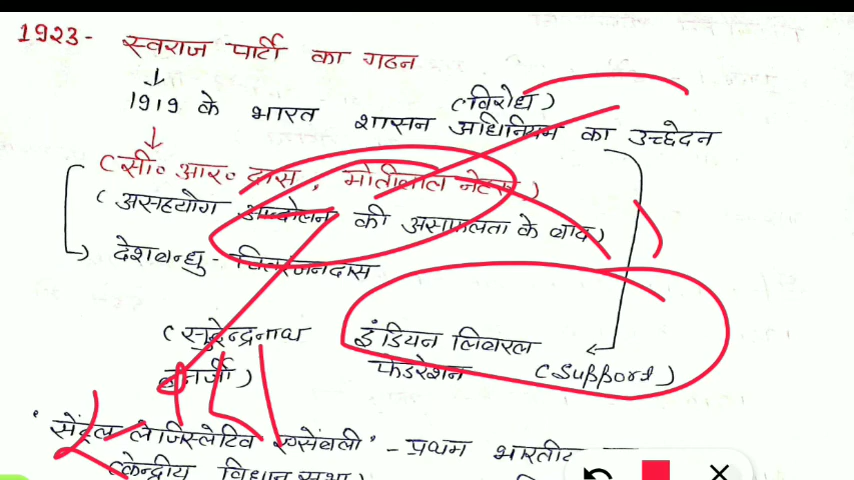 1923- स्वराज पार्टी का गठन
1919 के भारत शासन अधिनियम का उच्छेदन
(विरोध)
(सी० आर० दास, मोतीलाल नेहरू)
(असहयोग आन्दोलन की असफलता के बाद)
देशबन्धु - चितरंजनदास
(सुरेन्द्रनाथ बनर्जी)
इंडियन लिबरल फेडरेशन (Support)
'सेंट्रल लेजिस्लेटिव एसेंबली' - प्रथम भारतीय
(केन्द्रीय विधान सभा)